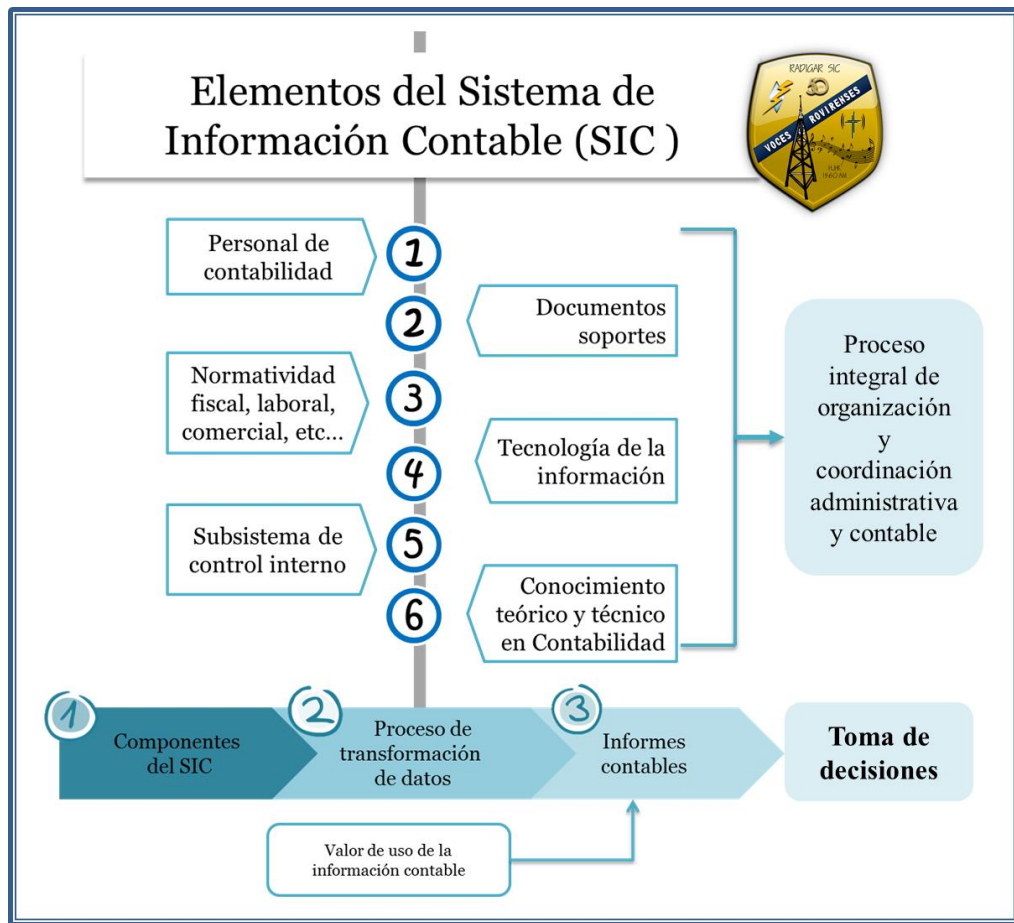 Elementos del Sistema de
Información Contable (SIC )
RADIGAR SIC
50
VOCES ROVIRENSES
Personal de
contabilidad
1
2
Documentos
soportes
Normatividad
fiscal, laboral,
comercial, etc...
3
4
Tecnología de la
información
Subsistema de
control interno
5
6
Conocimiento
teórico y técnico
en Contabilidad
Proceso
integral de
organización
y
coordinación
administrativa
y contable
1
Componentes
del SIC
2
Proceso de
transformación
de datos
3
Informes
contables
Toma de
decisiones
Valor de uso de la
información contable